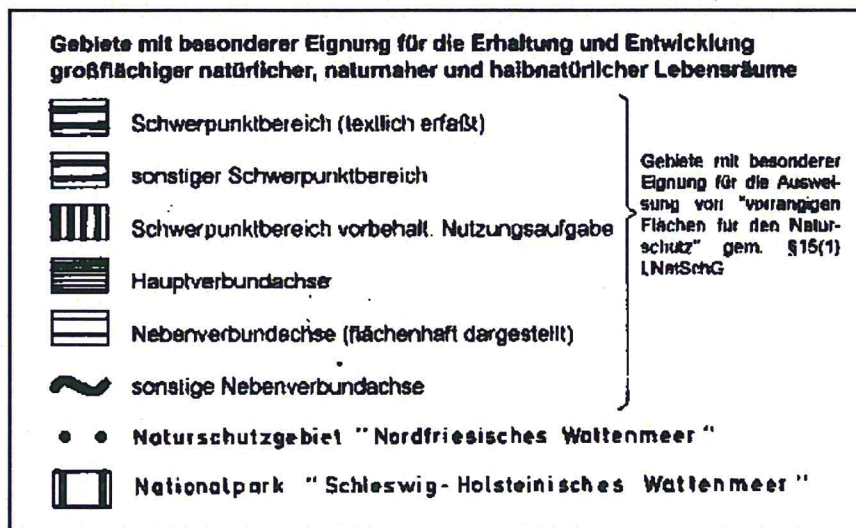 Gebiete mit besonderer Eignung für die Erhaltung und Entwicklung
großflächiger natürlicher, naturnaher und halbnatürlicher Lebensräume
Schwerpunktbereich (textlich erfaßt)
sonstiger Schwerpunktbereich
Schwerpunktbereich vorbehalt. Nutzungsaufgabe
Hauptverbundachse
Nebenverbundachse (flächenhaft dargestellt)
sonstige Nebenverbundachse
Gebiete mit besonderer
Eignung für die Auswei-
sung von "vorrangigen
Flächen für den Natur-
schutz" gem. §15(1)
LNatSchG
Naturschutzgebiet "Nordfriesisches Wattenmeer"
Nationalpark "Schleswig-Holsteinisches Wattenmeer"